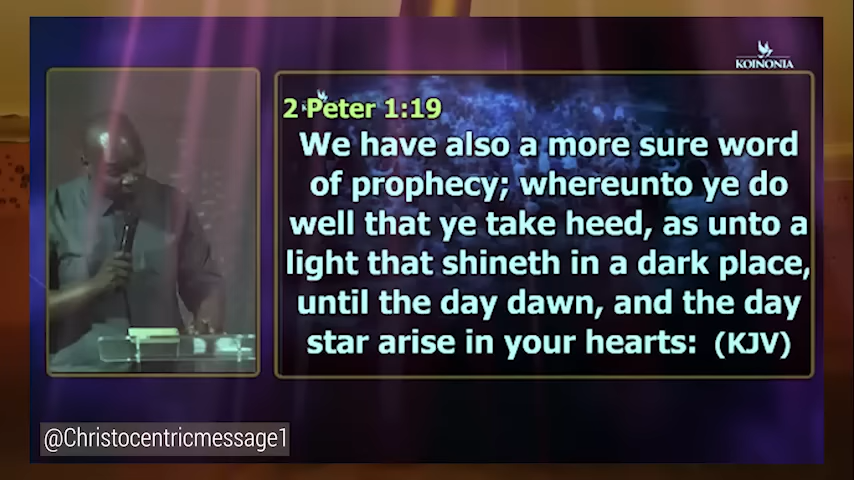 KOINONIA
2 Peter 1:19
We have also a more sure word
of prophecy; whereunto ye do
well that ye take heed, as unto a
light that shineth in a dark place,
until the day dawn, and the day
star arise in your hearts: (KJV)
@Christocentricmessage1